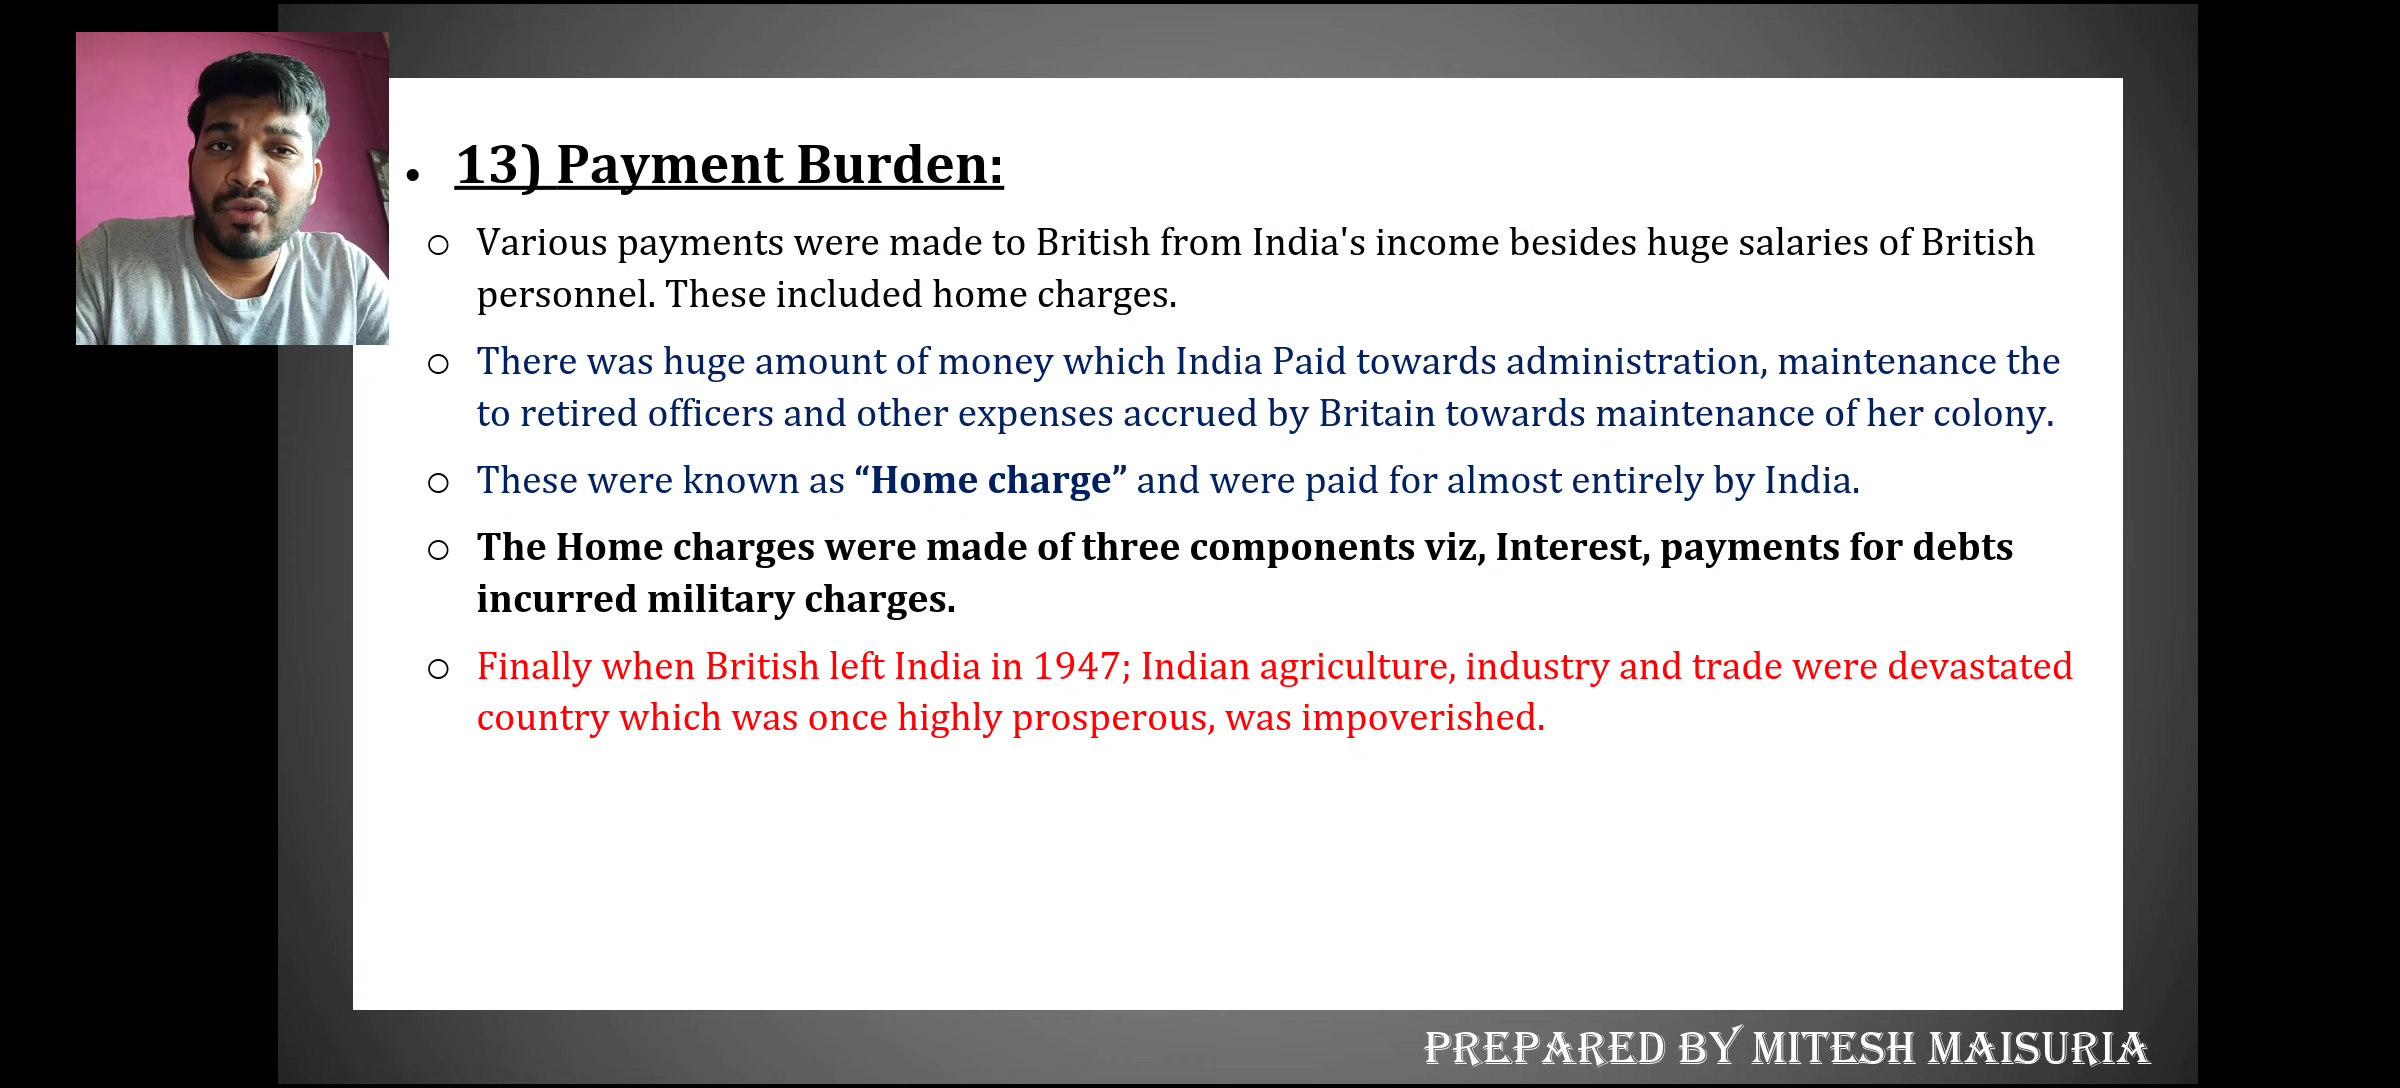 13) Payment Burden:
Various payments were made to British from India's income besides huge salaries of British
personnel. These included home charges.
There was huge amount of money which India Paid towards administration, maintenance the
to retired officers and other expenses accrued by Britain towards maintenance of her colony.
These were known as “Home charge” and were paid for almost entirely by India.
The Home charges were made of three components viz, Interest, payments for debts
incurred military charges.
Finally when British left India in 1947; Indian agriculture, industry and trade were devastated
country which was once highly prosperous, was impoverished.
PREPARED BY MITESH MAISURIA